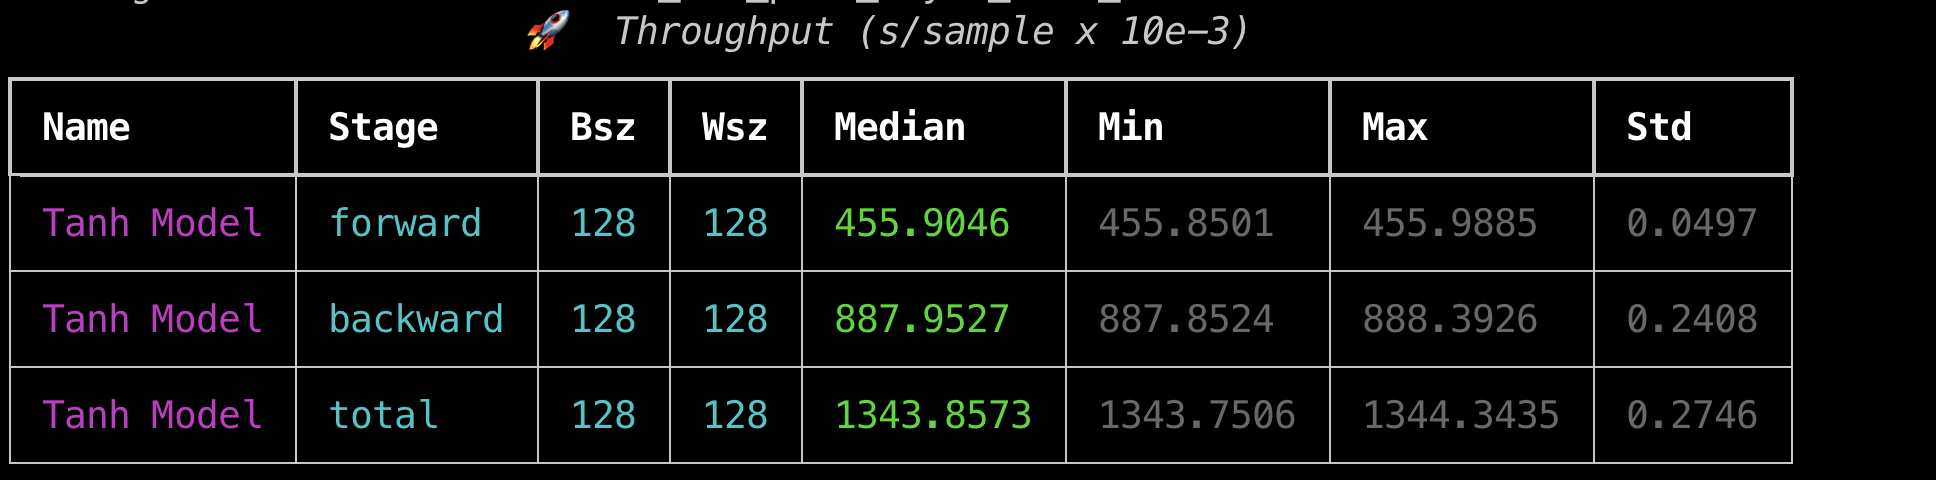 🚀 Throughput (s/sample x 10e-3)
Name Stage Bsz Wsz Median Min Max Std
Tanh Model forward 128 128 455.9046 455.8501 455.9885 0.0497
Tanh Model backward 128 128 887.9527 887.8524 888.3926 0.2408
Tanh Model total 128 128 1343.8573 1343.7506 1344.3435 0.2746